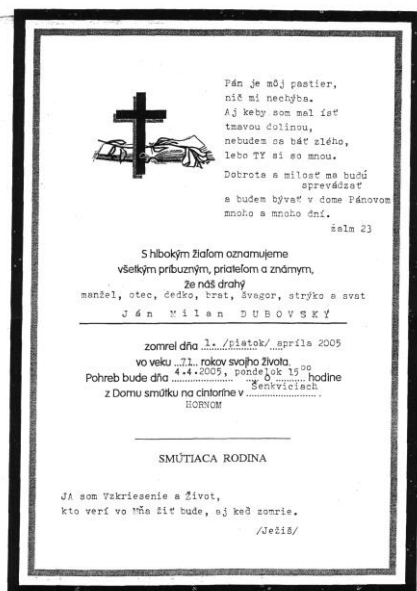 Pán je môj pastier,
nič mi nechýba.
Aj keby som mal ísť
tmavou dolinou,
nebudem sa báť zlého,
lebo TY si so mnou.
Dobrota a milosť ma budú
sprevádzať
a budem bývať v dome Pánovom
mnoho a mnoho dní.
žalm 23
S hlbokým žiaľom oznamujeme
všetkým príbuzným, priateľom a známym,
že náš drahý
manžel, otec, dedko, brat, švagor, strýko a svat
Ján Milan DUBOVSKÝ
zomrel dňa 1. /piatok/ apríla 2005
vo veku 71. rokov svojho života.
Pohreb bude dňa 4.4.2005, pondelok o 15⁰⁰ hodine
z Domu smútku na cintoríne v Šenkviciach
HORNOM
SMÚTIACA RODINA
JA som Vzkriesenie a Život,
kto verí vo Mňa žiť bude, aj keď zomrie.
/Ježiš/